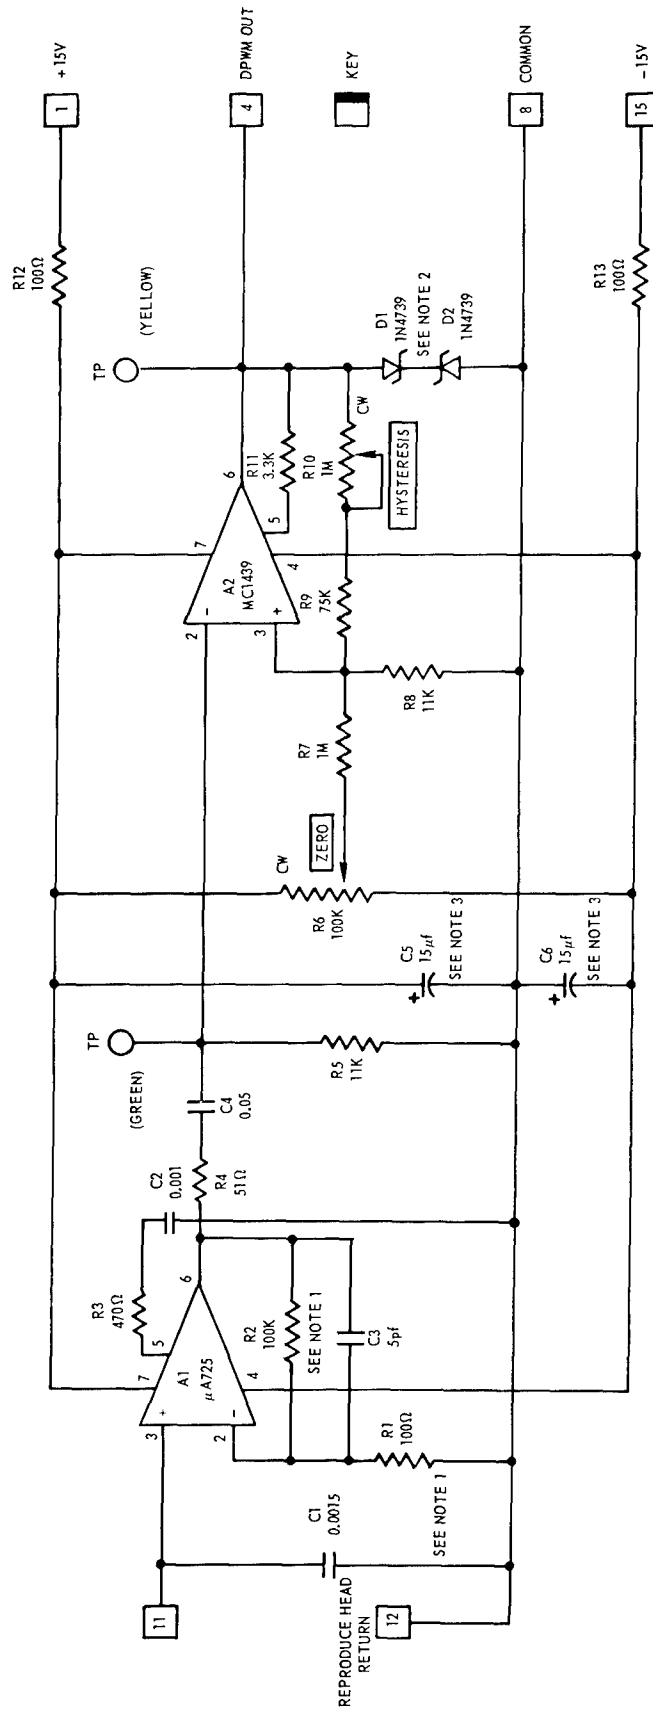 REPRODUCE HEAD
RETURN
11
12
C1
0.0015
SEE NOTE 1
R1
100Ω
3
+
2
-
A1
μA725
7
4
5
6
R3
470Ω
C2
0.001
R2
100K
SEE NOTE 1
C3
5pf
R4
51Ω
C4
0.05
(GREEN)
TP
R5
11K
C5
+
15μf
SEE NOTE 3
C6
+
15μf
SEE NOTE 3
CW
R6
100K
ZERO
R7
1M
R8
11K
2
-
3
+
A2
MC1439
7
4
5
6
R9
75K
R11
3.3K
R10
1M
CW
HYSTERESIS
TP
(YELLOW)
D1
1N4739
SEE NOTE 2
D2
1N4739
R12
100Ω
R13
100Ω
1
+15V
4
DPWM OUT
KEY
8
COMMON
15
-15V